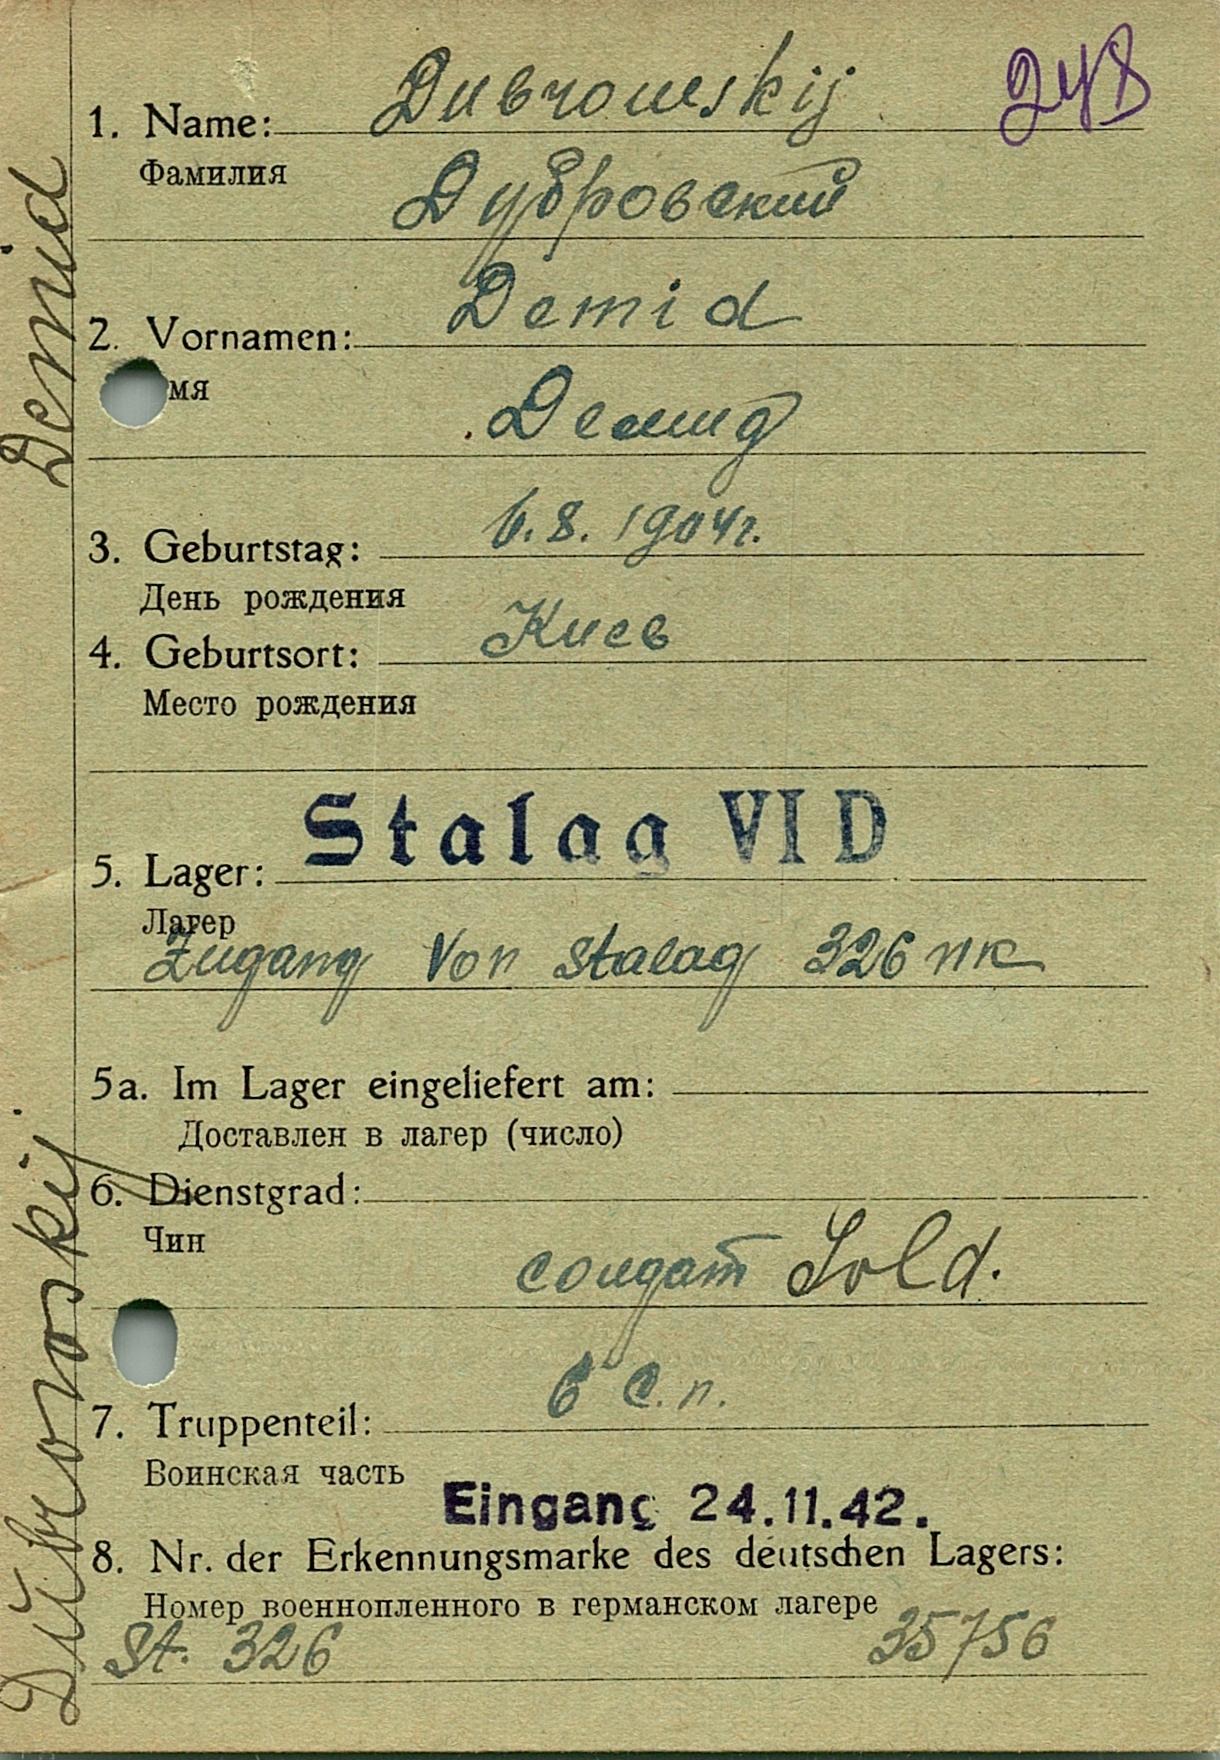 248
1. Name: Dubrowskij
Фамилия
Дубровский
2. Vornamen: Demid
мя
Демид
3. Geburtstag: 6.8.1904г.
День рождения
4. Geburtsort: Киев
Место рождения
Stalag VI D
5. Lager:
Лагер
Zugang von Stalag 326
5a. Im Lager eingeliefert am:
Доставлен в лагер (число)
6. Dienstgrad:
Чин
солдат Sold.
6 с.п.
7. Truppenteil:
Воинская часть
Eingang 24.11.42.
8. Nr. der Erkennungsmarke des deutschen Lagers:
Номер военнопленного в германском лагере
St. 326 35756
Dubrovskij Demid